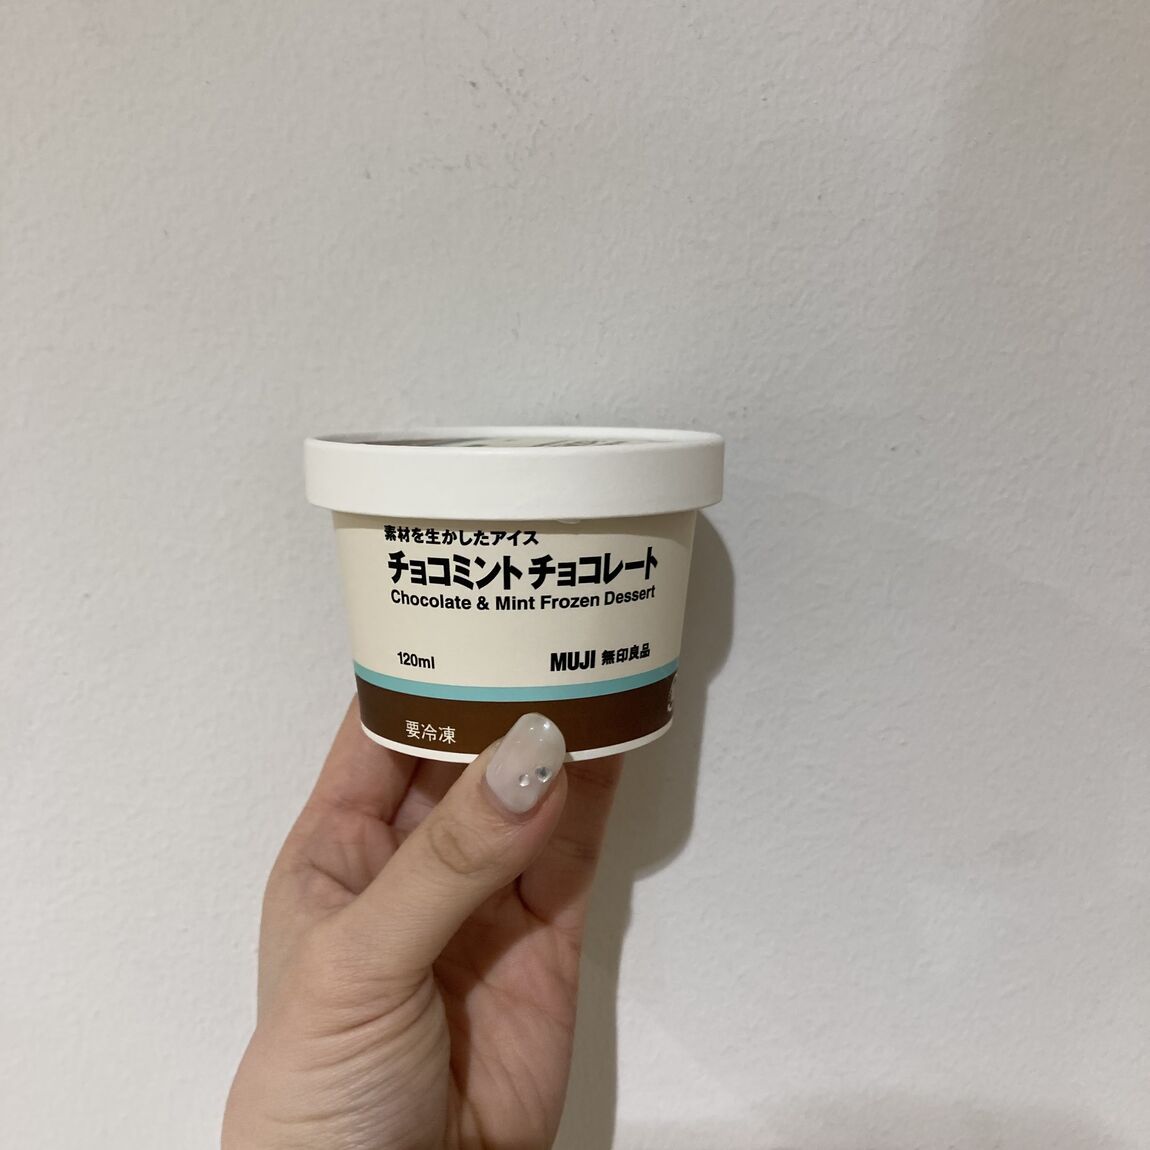 素材を生かしたアイス
チョコミントチョコレート
Chocolate & Mint Frozen Dessert
120ml
MUJI 無印良品
要冷凍